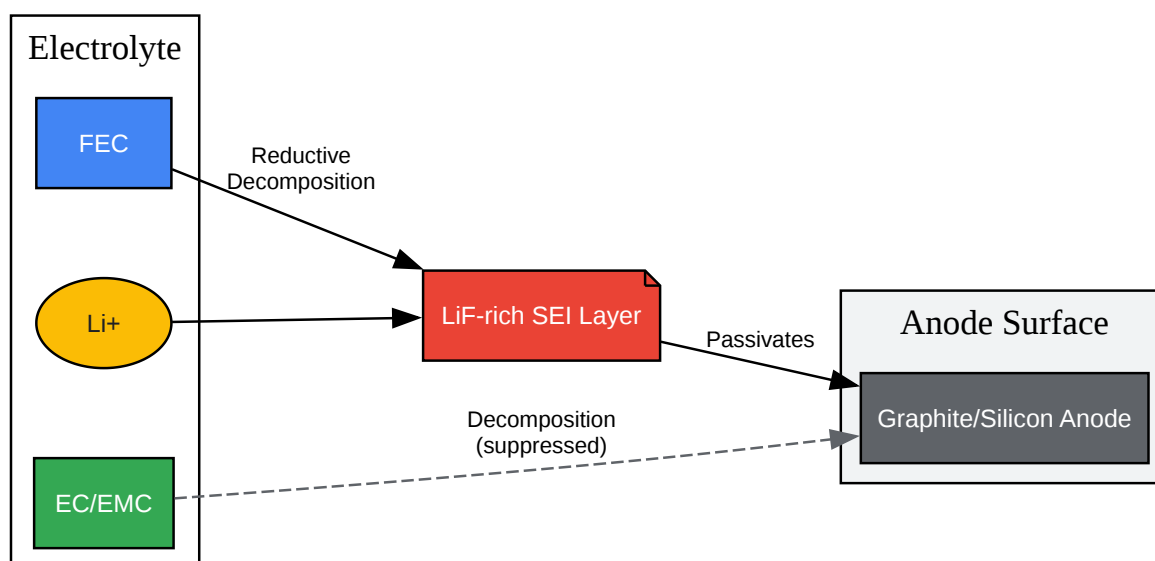 Electrolyte
FEC
Reductive
Decomposition
Li+
LiF-rich SEI Layer
Passivates
Anode Surface
Graphite/Silicon Anode
Decomposition
(suppressed)
EC/EMC